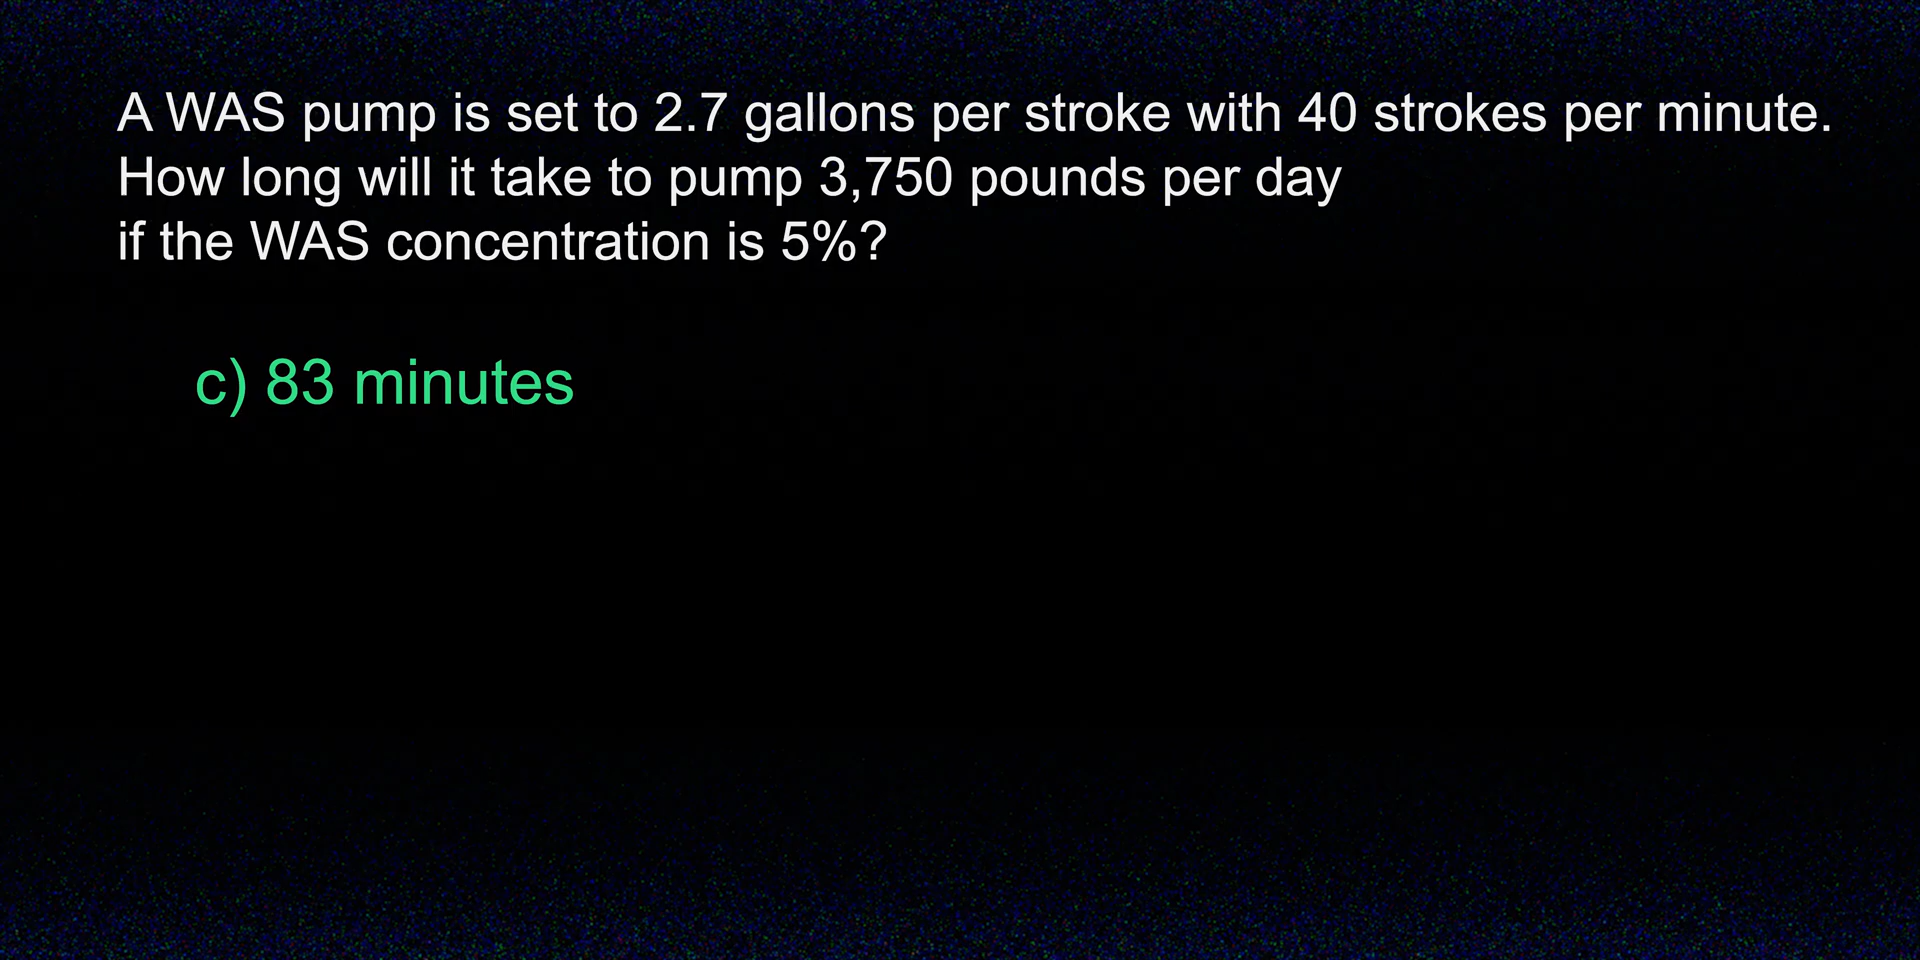 A WAS pump is set to 2.7 gallons per stroke with 40 strokes per minute.
How long will it take to pump 3,750 pounds per day
if the WAS concentration is 5%?
c) 83 minutes